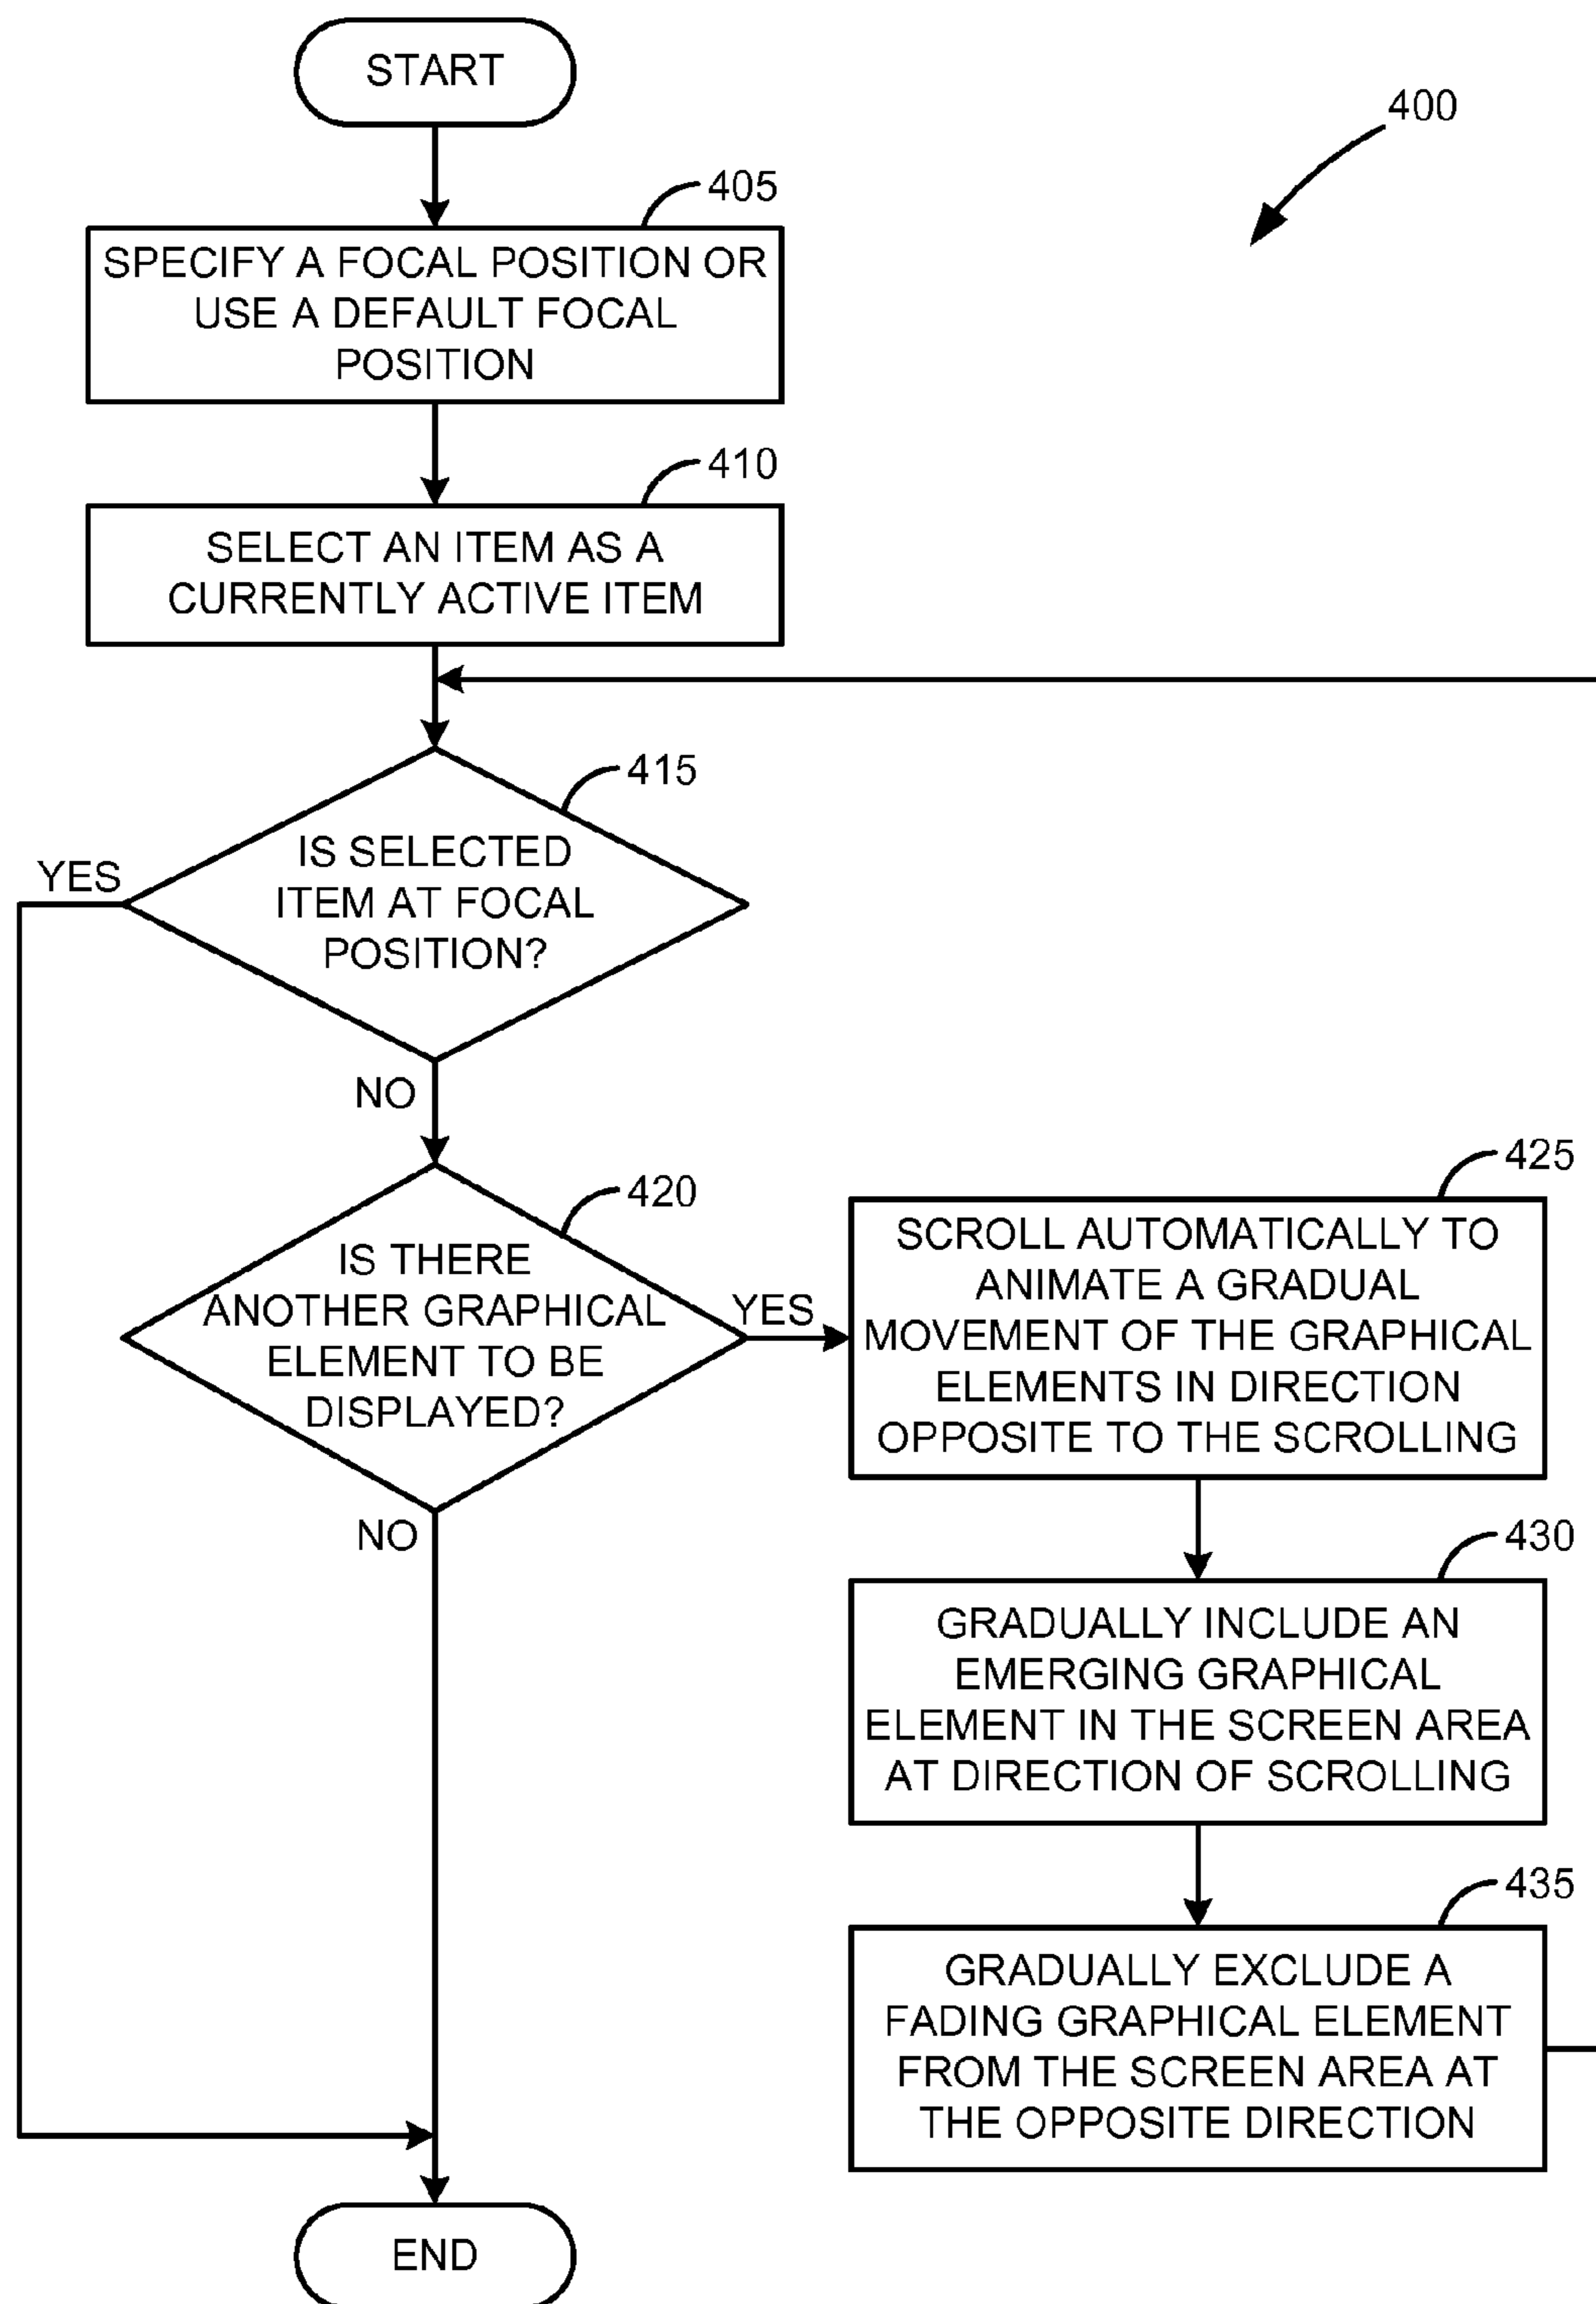 START
400
405
SPECIFY A FOCAL POSITION OR
USE A DEFAULT FOCAL
POSITION
410
SELECT AN ITEM AS A
CURRENTLY ACTIVE ITEM
415
IS SELECTED
ITEM AT FOCAL
POSITION?
YES
NO
420
IS THERE
ANOTHER GRAPHICAL
ELEMENT TO BE
DISPLAYED?
YES
NO
425
SCROLL AUTOMATICALLY TO
ANIMATE A GRADUAL
MOVEMENT OF THE GRAPHICAL
ELEMENTS IN DIRECTION
OPPOSITE TO THE SCROLLING
430
GRADUALLY INCLUDE AN
EMERGING GRAPHICAL
ELEMENT IN THE SCREEN AREA
AT DIRECTION OF SCROLLING
435
GRADUALLY EXCLUDE A
FADING GRAPHICAL ELEMENT
FROM THE SCREEN AREA AT
THE OPPOSITE DIRECTION
END